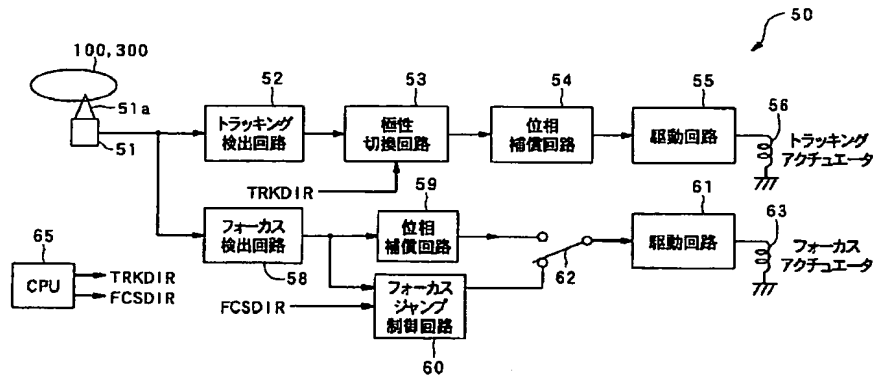 50
100,300
51a
51
52
トラッキング
検出回路
53
極性
切換回路
54
位相
補償回路
55
駆動回路
56
トラッキング
アクチュエータ
TRKDIR
フォーカス
検出回路
58
59
位相
補償回路
62
61
駆動回路
63
フォーカス
アクチュエータ
65
CPU
TRKDIR
FCSDIR
FCSDIR
フォーカス
ジャンプ
制御回路
60